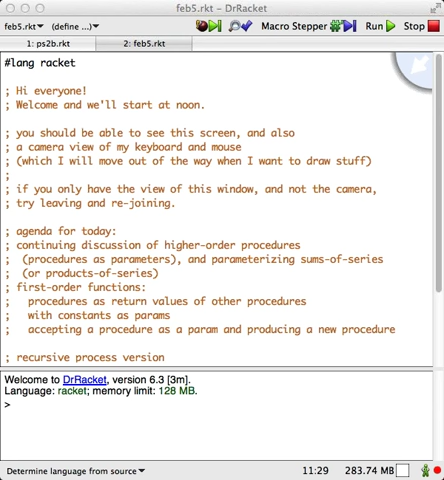 feb5.rkt - DrRacket
feb5.rkt▾ (define ...)▾ Macro Stepper Run Stop
1: ps2b.rkt 2: feb5.rkt
#lang racket
; Hi everyone!
; Welcome and we'll start at noon.
; you should be able to see this screen, and also
; a camera view of my keyboard and mouse
; (which I will move out of the way when I want to draw stuff)
;
; if you only have the view of this window, and not the camera,
; try leaving and re-joining.
; agenda for today:
; continuing discussion of higher-order procedures
;  (procedures as parameters), and parameterizing sums-of-series
;  (or products-of-series)
; first-order functions:
;   procedures as return values of other procedures
;   with constants as params
;   accepting a procedure as a param and producing a new procedure
; recursive process version
Welcome to DrRacket, version 6.3 [3m].
Language: racket; memory limit: 128 MB.
>
Determine language from source▾ 11:29 283.74 MB